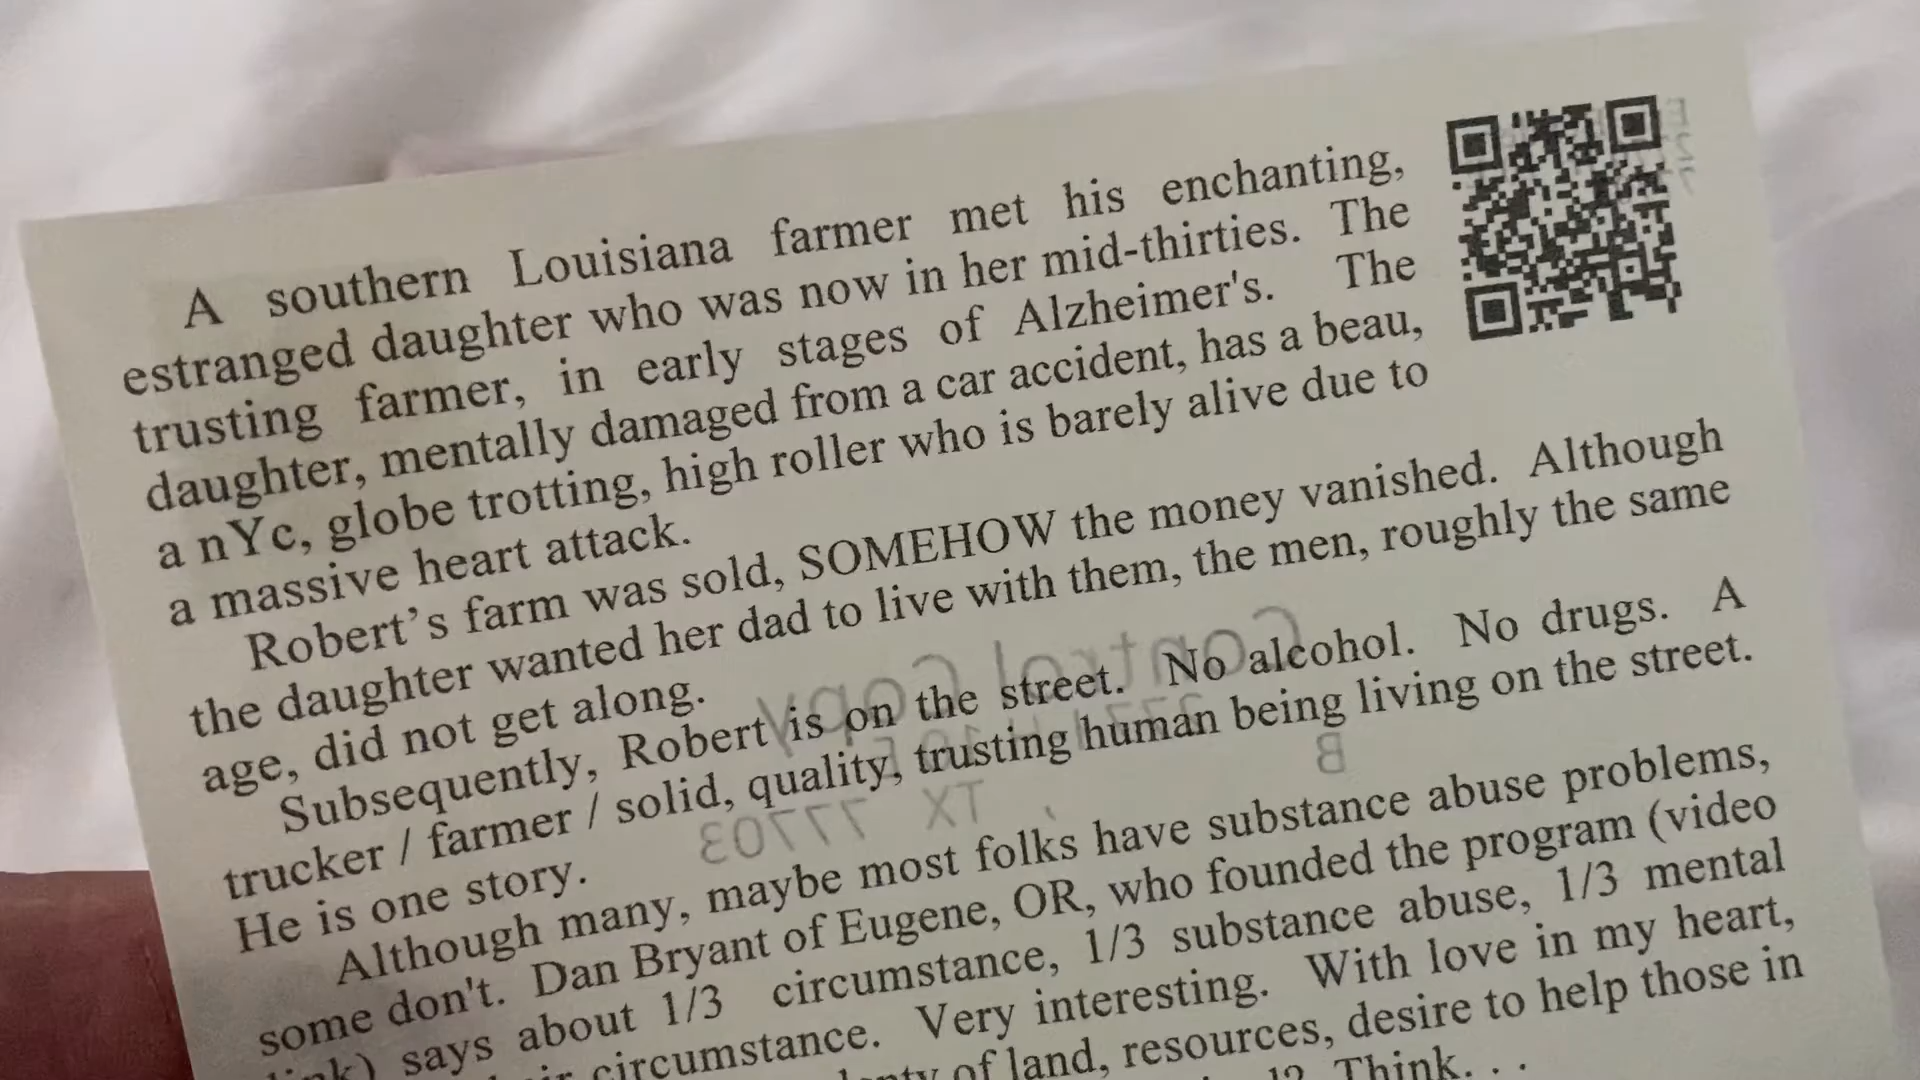 A southern Louisiana farmer met his enchanting,
estranged daughter who was now in her mid-thirties. The
trusting farmer, in early stages of Alzheimer's. The
daughter, mentally damaged from a car accident, has a beau,
a nYc, globe trotting, high roller who is barely alive due to
a massive heart attack.
Robert’s farm was sold, SOMEHOW the money vanished. Although
the daughter wanted her dad to live with them, the men, roughly the same
age, did not get along.
Subsequently, Robert is on the street. No alcohol. No drugs. A
trucker / farmer / solid, quality, trusting human being living on the street.
He is one story.
Although many, maybe most folks have substance abuse problems,
some don't. Dan Bryant of Eugene, OR, who founded the program (video
link) says about 1/3 circumstance, 1/3 substance abuse, 1/3 mental
circumstance. Very interesting. With love in my heart,
of land, resources, desire to help those in
Think. . .
Control Copy
B
TX 77703